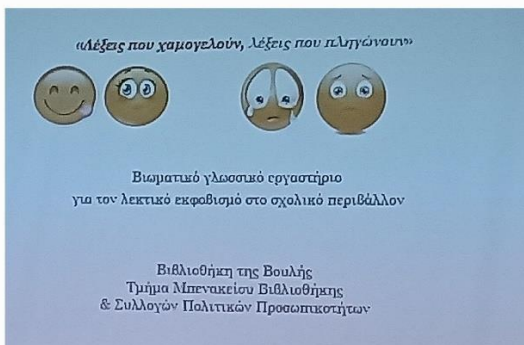 «Λέξεις που χαμογελούν, λέξεις που πληγώνουν»
Βιωματικό γλωσσικό εργαστήριο
για τον λεκτικό εκφοβισμό στο σχολικό περιβάλλον
Βιβλιοθήκη της Βουλής
Τμήμα Μπενακείου Βιβλιοθήκης
& Συλλογών Πολιτικών Προσωπικοτήτων